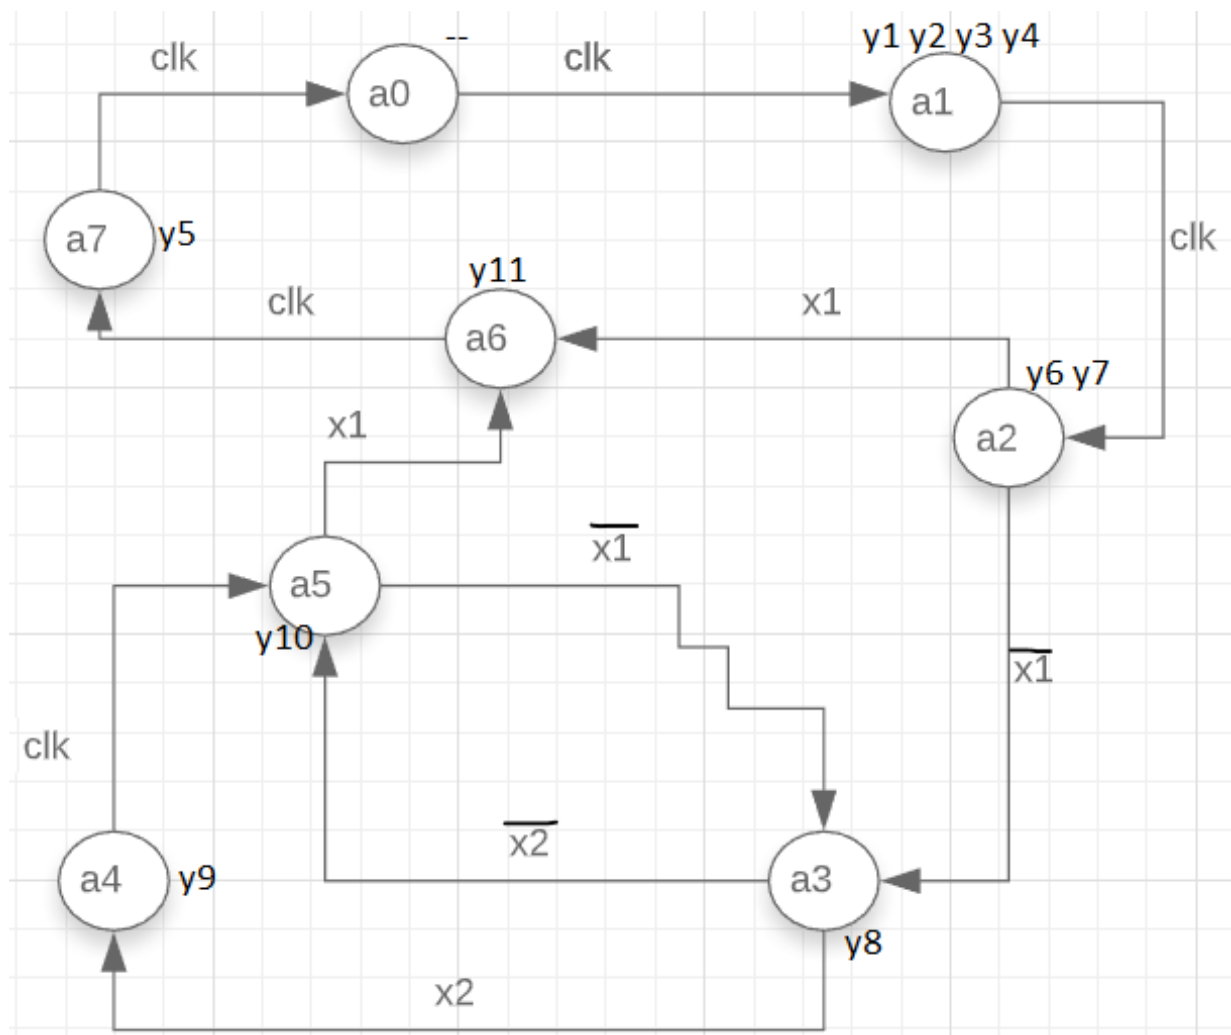 --
y1 y2 y3 y4
clk
clk
a0
a1
a7
y5
clk
y11
clk
x1
a6
y6 y7
a2
x1
x1
a5
y10
x1
clk
x2
a4
y9
a3
y8
x2